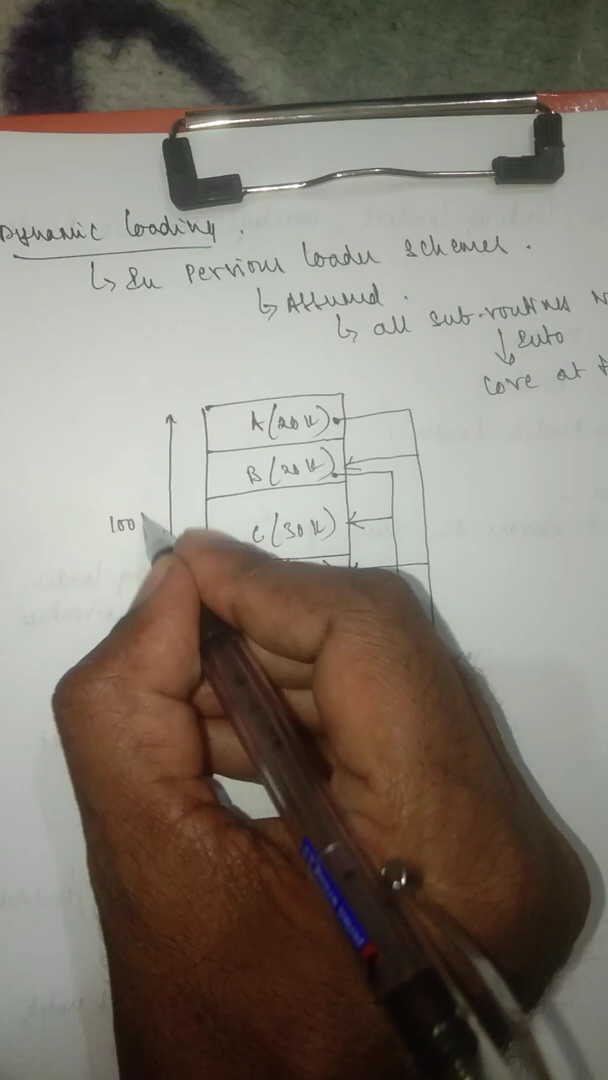 Dynamic loading.
↳ In Pervious loader schemes.
↳ Assumed.
↳ all sub-routines
↓ into
core at
A(20K)
B(20K)
C(30K)
100